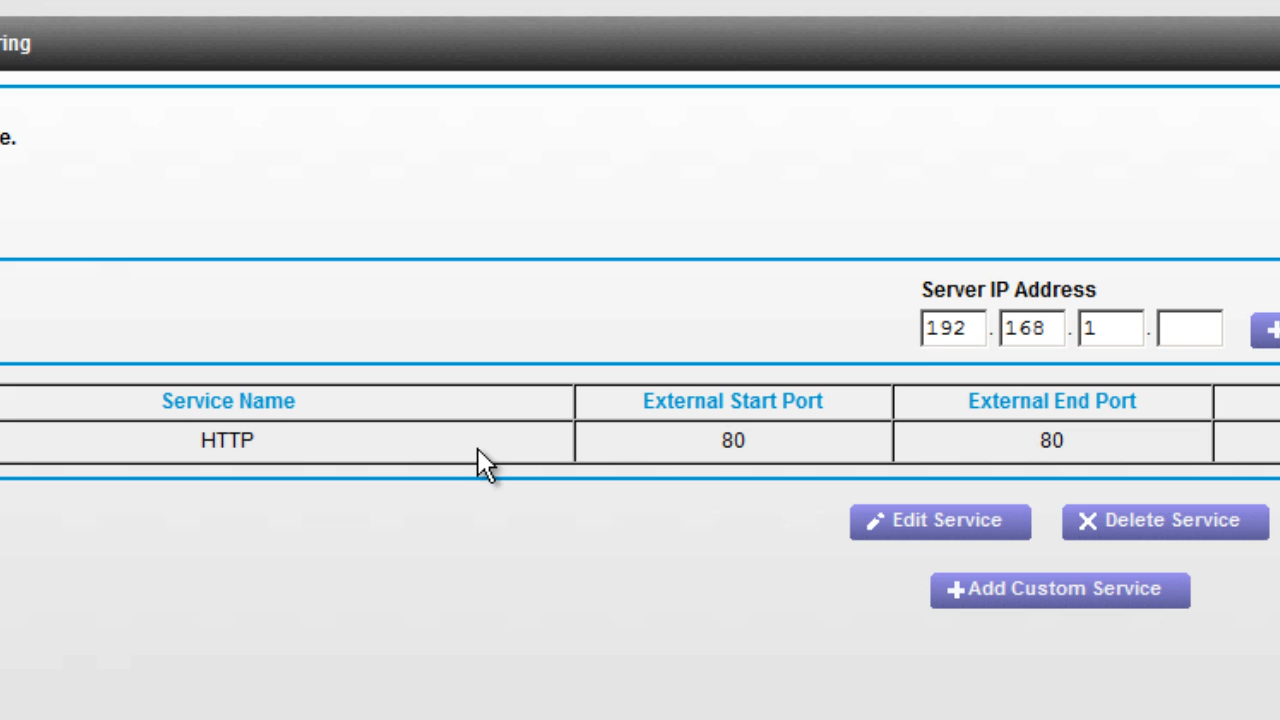 ring
e.
Server IP Address
192 . 168 . 1 .
Service Name External Start Port External End Port
HTTP 80 80
Edit Service Delete Service
Add Custom Service